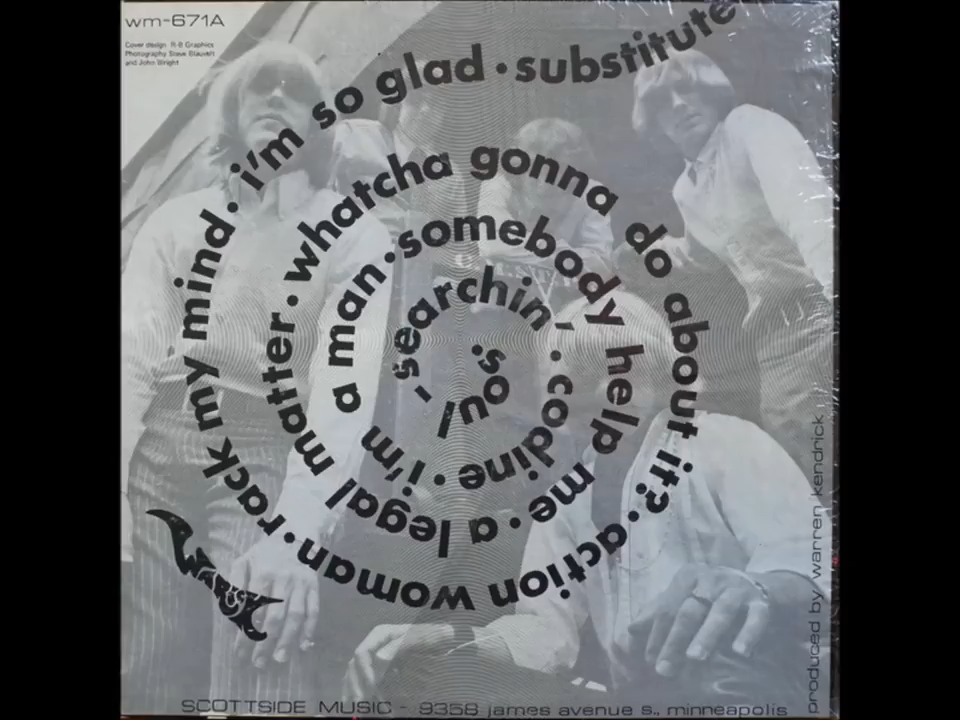 wm-671A
Cover design R-B Graphics
Photography Steve Blauvelt
and John Wright
· soul-searchin' · codine · i'm a man · somebody help me · a legal matter · whatcha gonna do about it? · action woman · rack my mind · i'm so glad · substitute
WARICK
produced by warren kendrick
SCOTTSIDE MUSIC - 9358 james avenue s., minneapolis